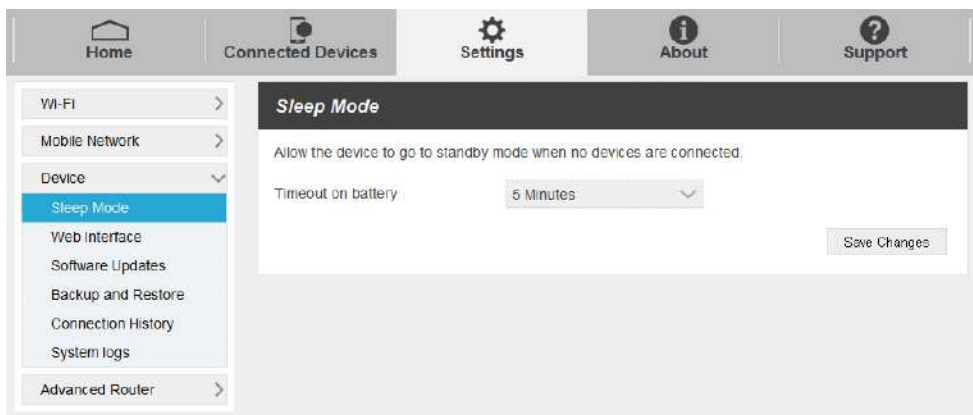 Home
Connected Devices
Settings
About
Support
Wi-Fi
Mobile Network
Device
Sleep Mode
Web Interface
Software Updates
Backup and Restore
Connection History
System logs
Advanced Router
Sleep Mode
Allow the device to go to standby mode when no devices are connected.
Timeout on battery
5 Minutes
Save Changes